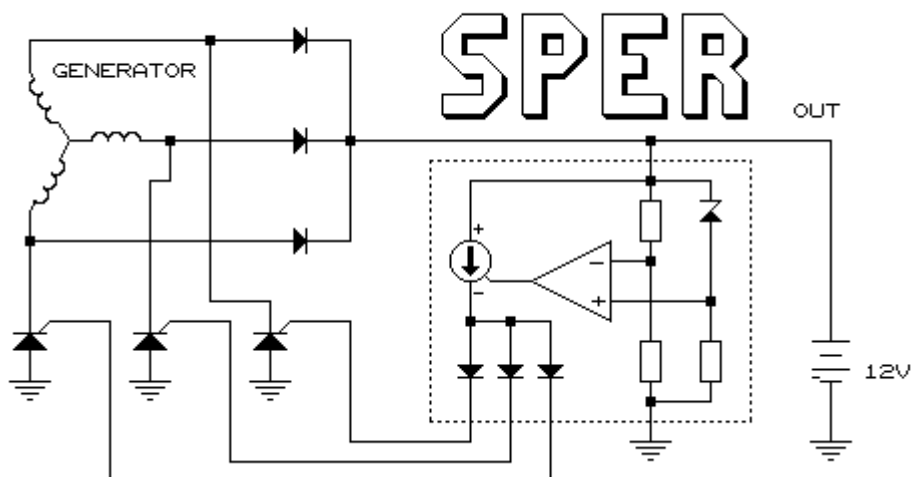 SPER
GENERATOR
OUT
+
−
+
−
12V